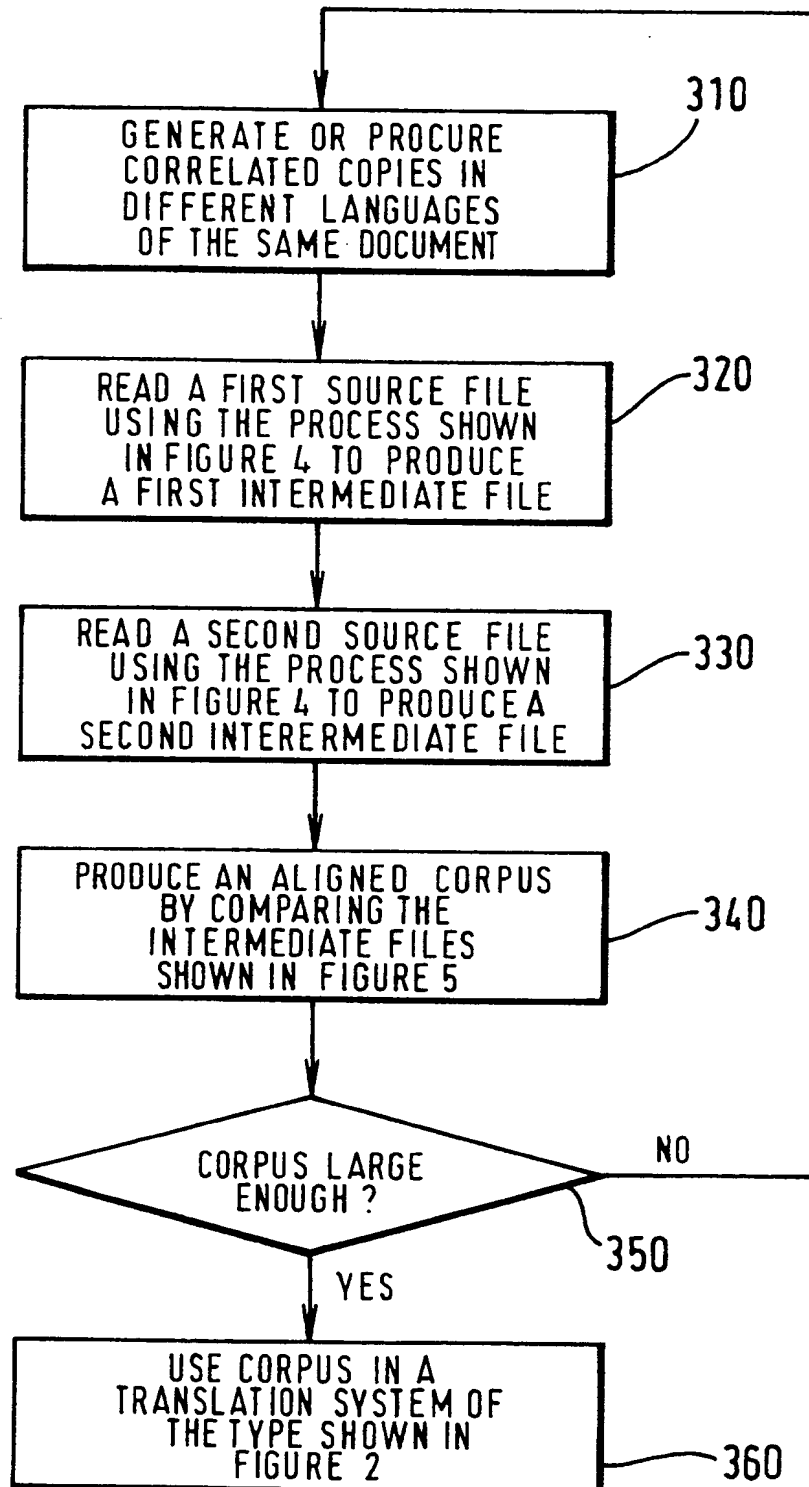 310
GENERATE OR PROCURE
CORRELATED COPIES IN
DIFFERENT LANGUAGES
OF THE SAME DOCUMENT
320
READ A FIRST SOURCE FILE
USING THE PROCESS SHOWN
IN FIGURE 4 TO PRODUCE
A FIRST INTERMEDIATE FILE
330
READ A SECOND SOURCE FILE
USING THE PROCESS SHOWN
IN FIGURE 4 TO PRODUCE A
SECOND INTERERMEDIATE FILE
340
PRODUCE AN ALIGNED CORPUS
BY COMPARING THE
INTERMEDIATE FILES
SHOWN IN FIGURE 5
CORPUS LARGE
ENOUGH ?
NO
350
YES
USE CORPUS IN A
TRANSLATION SYSTEM OF
THE TYPE SHOWN IN
FIGURE 2
360